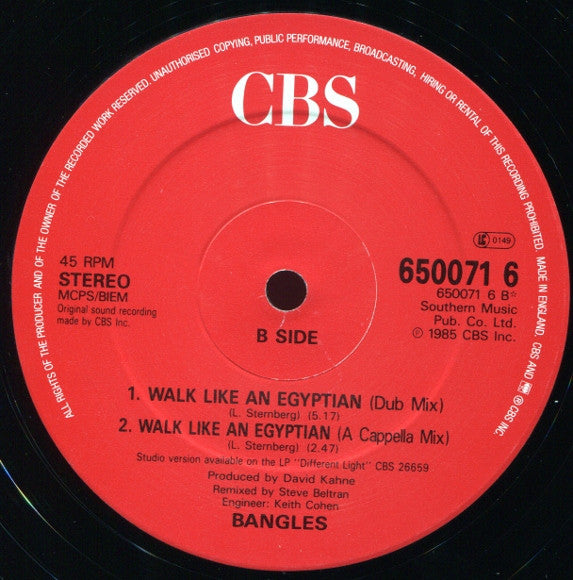 ALL RIGHTS OF THE PRODUCER AND OF THE OWNER OF THE RECORDED WORK RESERVED. UNAUTHORISED COPYING, PUBLIC PERFORMANCE, BROADCASTING, HIRING OR RENTAL OF THIS RECORDING PROHIBITED. MADE IN ENGLAND. CBS AND ℗ CBS INC.
CBS
45 RPM
STEREO
MCPS/BIEM
Original sound recording
made by CBS Inc.
LC 0149
650071 6
650071 6 B☆
Southern Music
Pub. Co. Ltd.
℗ 1985 CBS Inc.
B SIDE
1. WALK LIKE AN EGYPTIAN (Dub Mix)
(L. Sternberg) (5.17)
2. WALK LIKE AN EGYPTIAN (A Cappella Mix)
(L. Sternberg) (2.47)
Studio version available on the LP "Different Light" CBS 26659
Produced by David Kahne
Remixed by Steve Beltran
Engineer: Keith Cohen
BANGLES